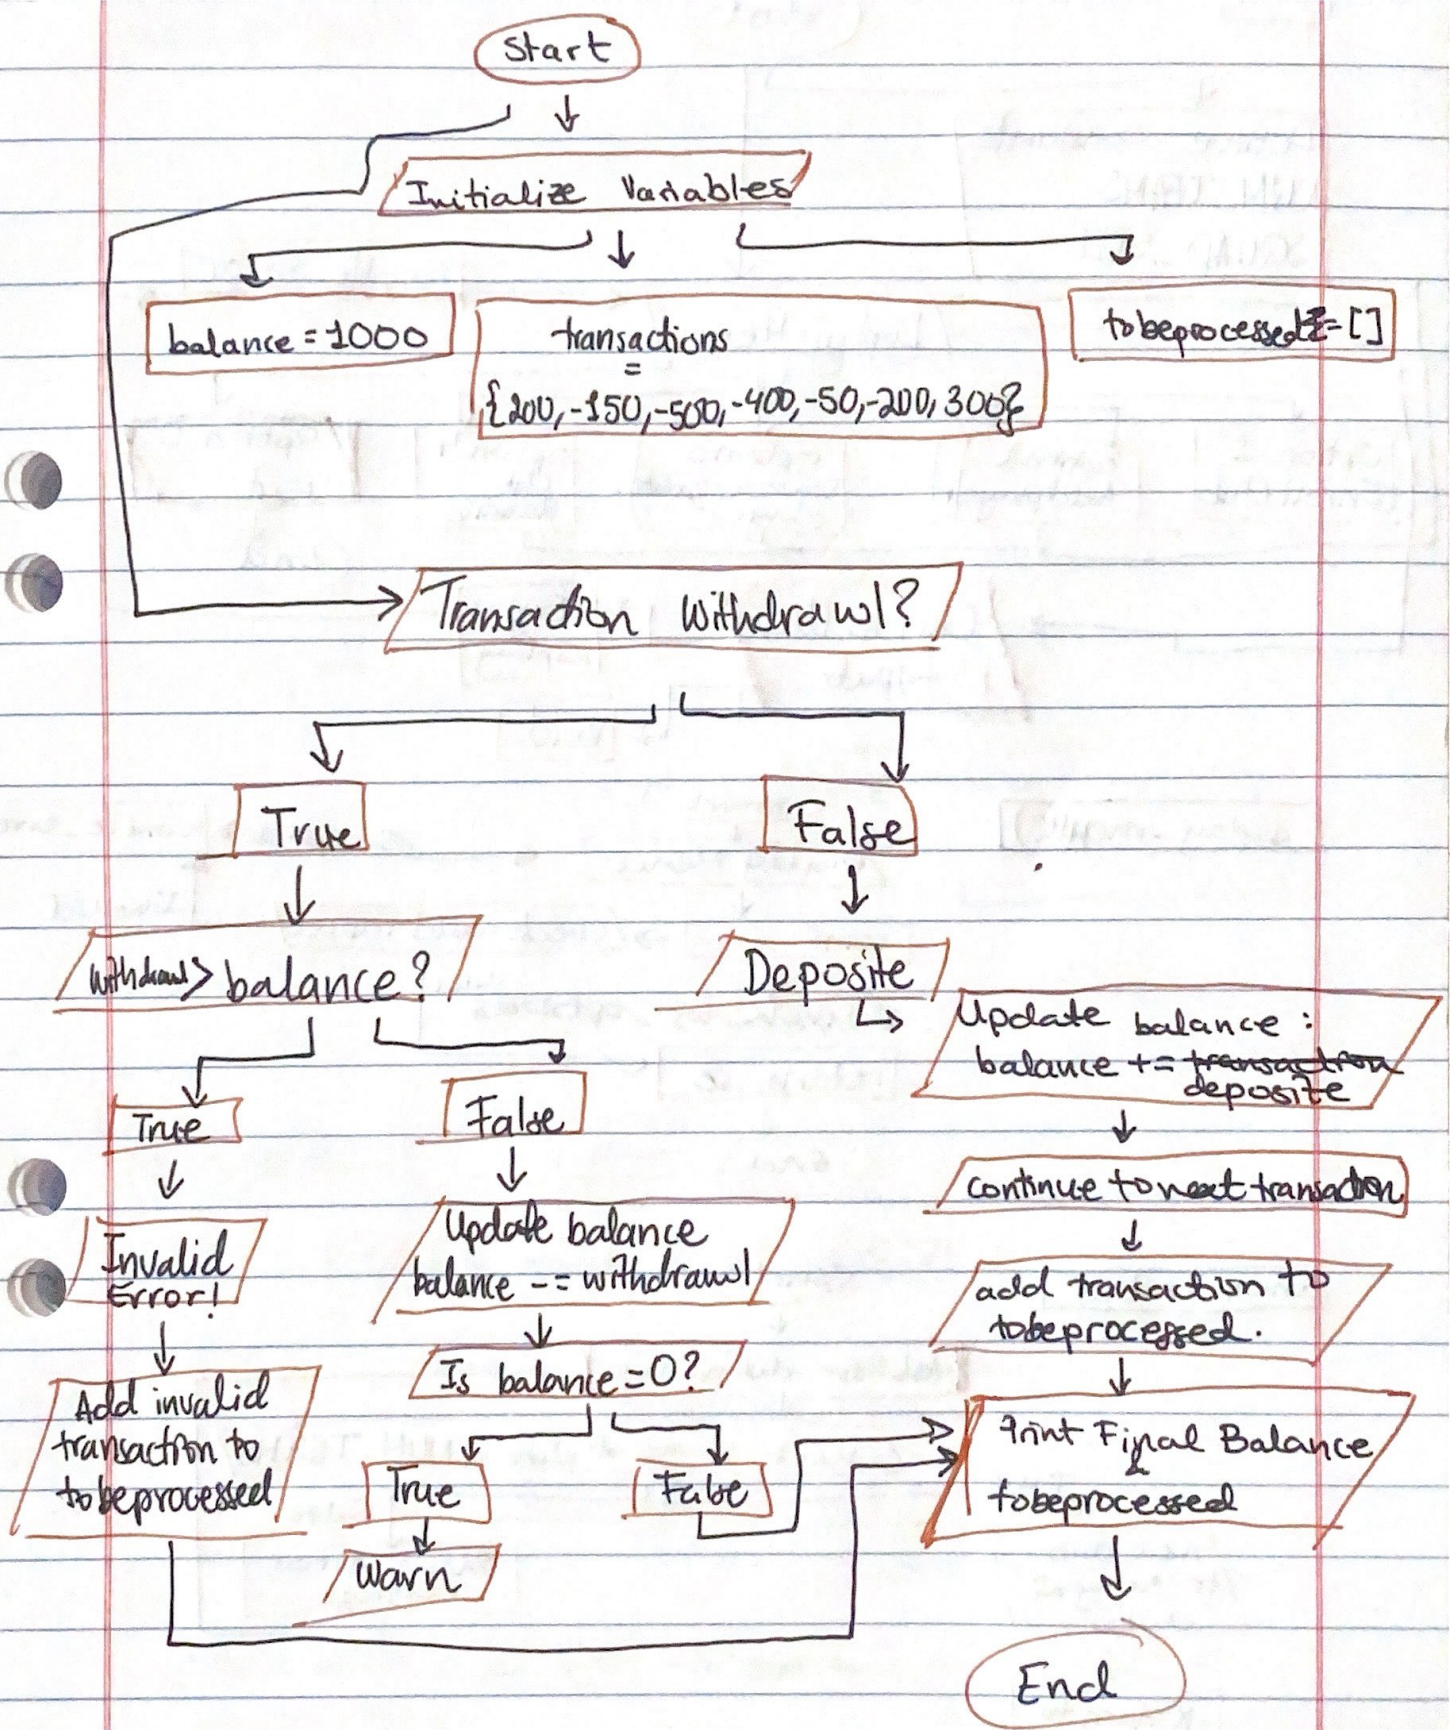 Start
Initialize Variables
balance = 1000
transactions
=
{200, -150, -500, -400, -50, -200, 300}
tobeprocessed = []
Transaction Withdrawl?
True
False
withdrawl > balance?
Deposite
Update balance :
balance += transaction
deposite
True
False
continue to next transaction
Invalid
Error!
Update balance
balance -= withdrawl
add transaction to
tobeprocessed.
Is balance = 0?
Add invalid
transaction to
tobeprocessed
True
False
Print Final Balance
&
tobeprocessed
Warn
End